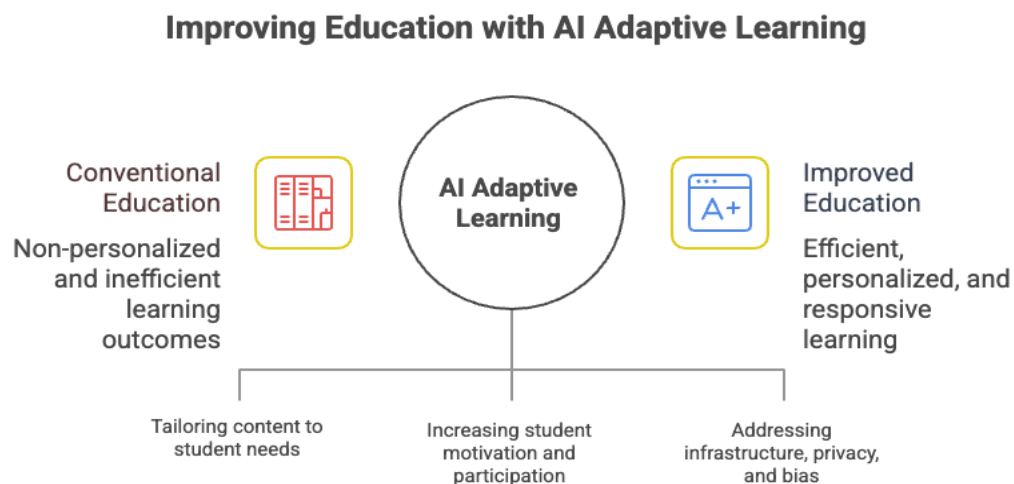 Improving Education with AI Adaptive Learning
Conventional
Education
Non-personalized
and inefficient
learning
outcomes
AI Adaptive
Learning
A+
Improved
Education
Efficient,
personalized, and
responsive
learning
Tailoring content to
student needs
Increasing student
motivation and
participation
Addressing
infrastructure, privacy,
and bias